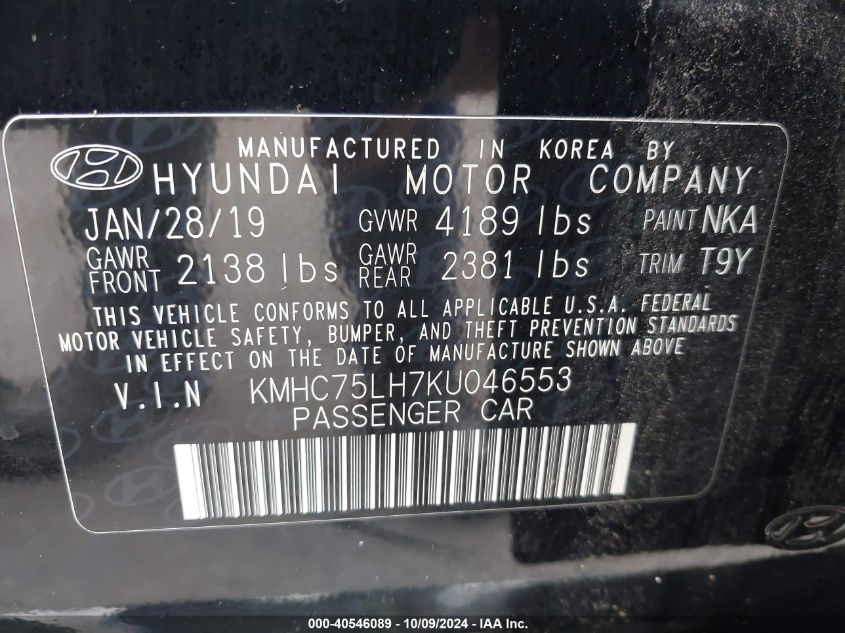 MANUFACTURED IN KOREA BY
HYUNDAI MOTOR COMPANY
JAN/28/19 GVWR 4189 lbs PAINT NKA
GAWR FRONT 2138 lbs GAWR REAR 2381 lbs TRIM T9Y
THIS VEHICLE CONFORMS TO ALL APPLICABLE U.S.A. FEDERAL
MOTOR VEHICLE SAFETY, BUMPER, AND THEFT PREVENTION STANDARDS
IN EFFECT ON THE DATE OF MANUFACTURE SHOWN ABOVE
V.I.N KMHC75LH7KU046553
PASSENGER CAR
000-40546089 - 10/09/2024 - IAA Inc.